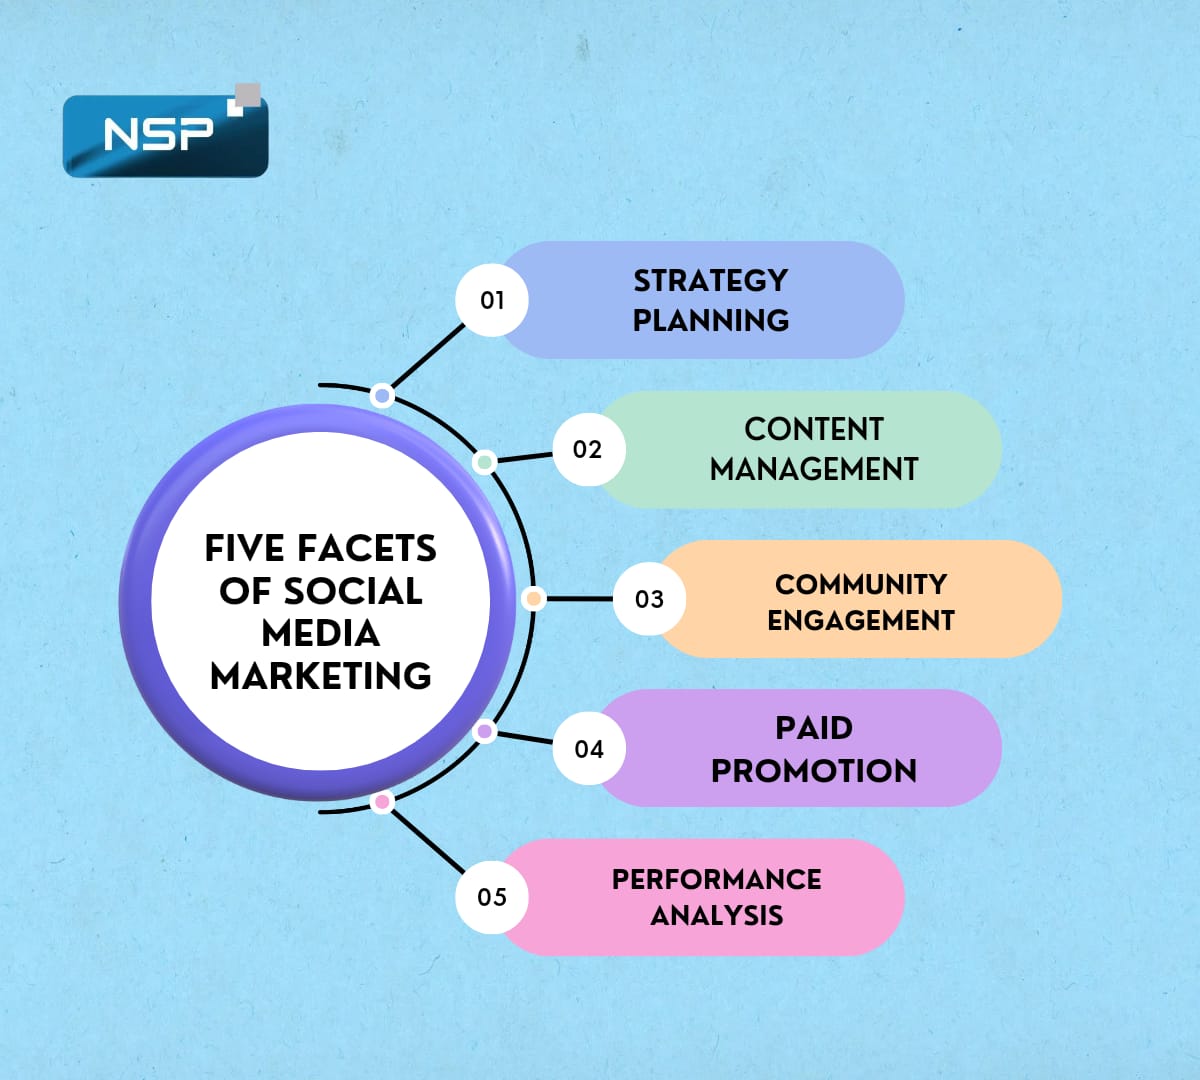 NSP
FIVE FACETS
OF SOCIAL
MEDIA
MARKETING
01
STRATEGY
PLANNING
02
CONTENT
MANAGEMENT
03
COMMUNITY
ENGAGEMENT
04
PAID
PROMOTION
05
PERFORMANCE
ANALYSIS